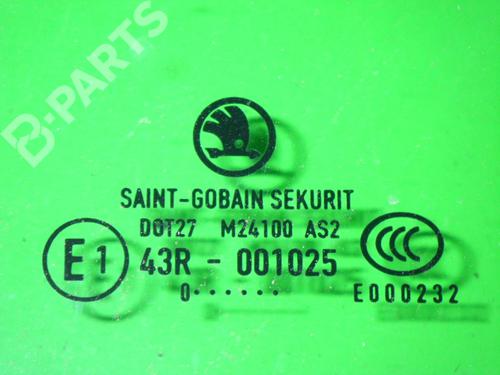 B-PARTS
SAINT-GOBAIN SEKURIT
DOT27 M24100 AS2
E1 43R - 001025
CCC
0······
E000232